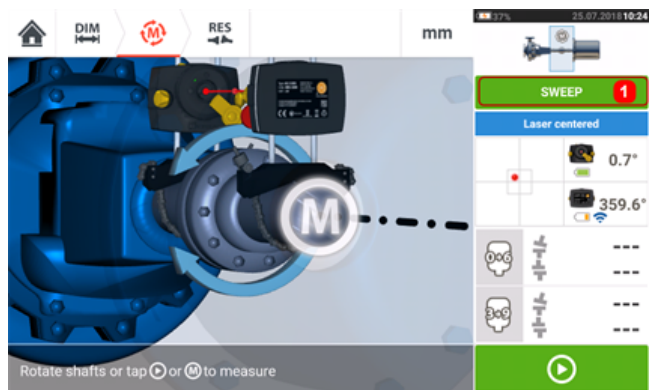 37% 25.07.2018 10:24
DIM M RES mm
SWEEP 1
Laser centered
0.7°
359.6°
M
0•6 ---
---
3•9 ---
---
Rotate shafts or tap or M to measure